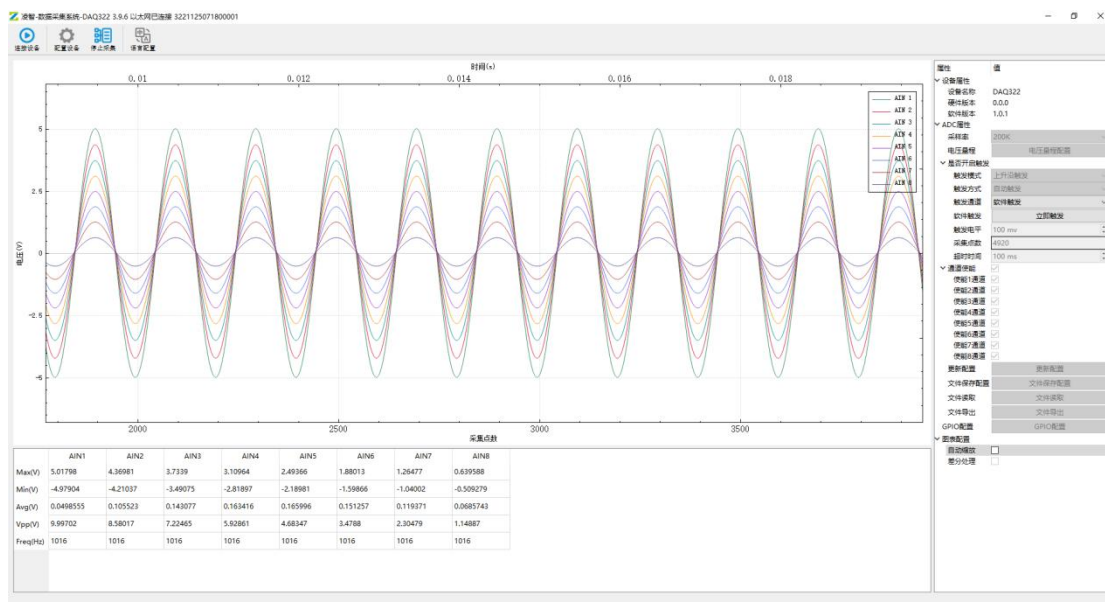 凌智-数据采集系统-DAQ322 3.9.6 以太网已连接 3221125071800001
连接设备 配置设备 停止采集 语言配置
时间(s)
0.01 0.012 0.014 0.016 0.018
AIN 1
AIN 2
AIN 3
AIN 4
AIN 5
AIN 6
AIN 7
AIN 8
5
2.5
0
-2.5
-5
电压(V)
2000 2500 3000 3500
采集点数
AIN1 AIN2 AIN3 AIN4 AIN5 AIN6 AIN7 AIN8
Max(V) 5.01798 4.36981 3.7339 3.10964 2.49366 1.88013 1.26477 0.639588
Min(V) -4.97904 -4.21037 -3.49075 -2.81897 -2.18981 -1.59866 -1.04002 -0.509279
Avg(V) 0.0498555 0.105523 0.143077 0.163416 0.165996 0.151257 0.119371 0.0685743
Vpp(V) 9.99702 8.58017 7.22465 5.92861 4.68347 3.4788 2.30479 1.14887
Freq(Hz) 1016 1016 1016 1016 1016 1016 1016 1016
属性 值
设备属性
设备名称 DAQ322
硬件版本 0.0.0
软件版本 1.0.1
ADC属性
采样率 200K
电压量程 电压量程配置
是否开启触发
触发模式 上升沿触发
触发方式 自动触发
触发通道 软件触发
软件触发 立即触发
触发电平 100 mv
采集点数 4920
超时时间 100 ms
通道使能
使能1通道
使能2通道
使能3通道
使能4通道
使能5通道
使能6通道
使能7通道
使能8通道
更新配置 更新配置
文件保存配置 文件保存配置
文件读取 文件读取
文件导出 文件导出
GPIO配置 GPIO配置
图表配置
自动缩放
差分处理